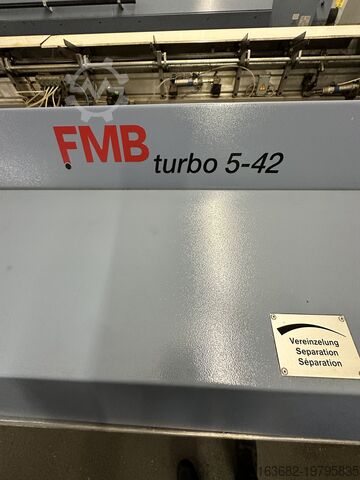 FMB turbo 5-42
Vereinzelung
Separation
Séparation
163682-19795835